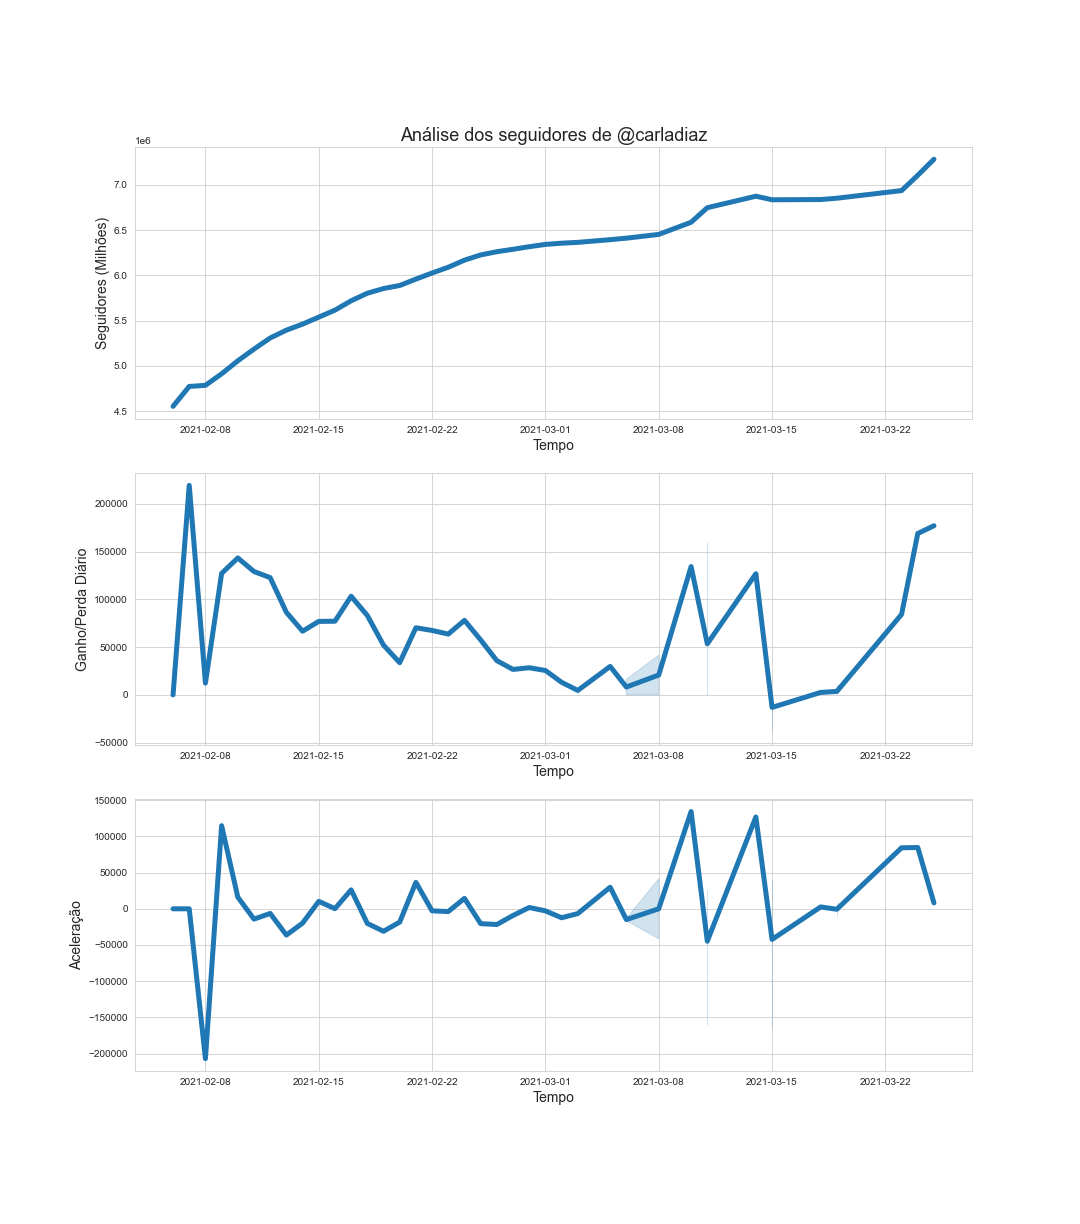 Análise dos seguidores de @carladiaz
1e6
Seguidores (Milhões)
7.0
6.5
6.0
5.5
5.0
4.5
2021-02-08 2021-02-15 2021-02-22 2021-03-01 2021-03-08 2021-03-15 2021-03-22
Tempo
Ganho/Perda Diário
200000
150000
100000
50000
0
−50000
2021-02-08 2021-02-15 2021-02-22 2021-03-01 2021-03-08 2021-03-15 2021-03-22
Tempo
Aceleração
150000
100000
50000
0
−50000
−100000
−150000
−200000
2021-02-08 2021-02-15 2021-02-22 2021-03-01 2021-03-08 2021-03-15 2021-03-22
Tempo